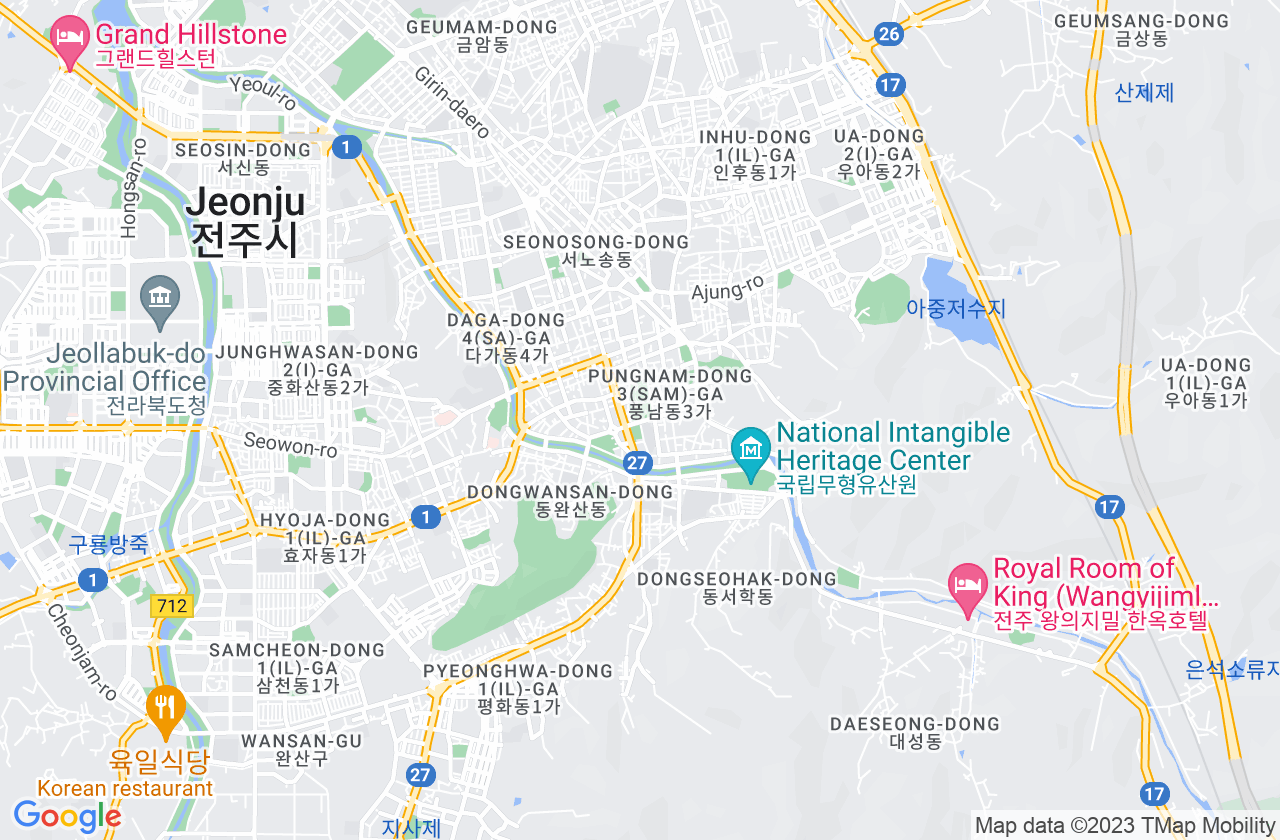 Grand Hillstone
그랜드힐스턴
GEUMAM-DONG
금암동
26
GEUMSANG-DONG
금상동
Yeoul-ro
Girin-daero
17
산제제
Hongsan-ro
SEOSIN-DONG
서신동
1
INHU-DONG
1(IL)-GA
인후동1가
UA-DONG
2(I)-GA
우아동2가
Jeonju
전주시
SEONOSONG-DONG
서노송동
Ajung-ro
아중저수지
Jeollabuk-do
Provincial Office
전라북도청
JUNGHWASAN-DONG
2(I)-GA
중화산동2가
DAGA-DONG
4(SA)-GA
다가동4가
PUNGNAM-DONG
3(SAM)-GA
풍남동3가
UA-DONG
1(IL)-GA
우아동1가
Seowon-ro
National Intangible
Heritage Center
국립무형유산원
27
DONGWANSAN-DONG
동완산동
17
HYOJA-DONG
1(IL)-GA
효자동1가
1
구룡방죽
1
712
DONGSEOHAK-DONG
동서학동
Royal Room of
King (Wangyijiml...
전주 왕의지밀 한옥호텔
Cheonjam-ro
SAMCHEON-DONG
1(IL)-GA
삼천동1가
PYEONGHWA-DONG
1(IL)-GA
평화동1가
은석소류지
DAESEONG-DONG
대성동
WANSAN-GU
완산구
육일식당
Korean restaurant
27
17
지사제
Google
Map data ©2023 TMap Mobility